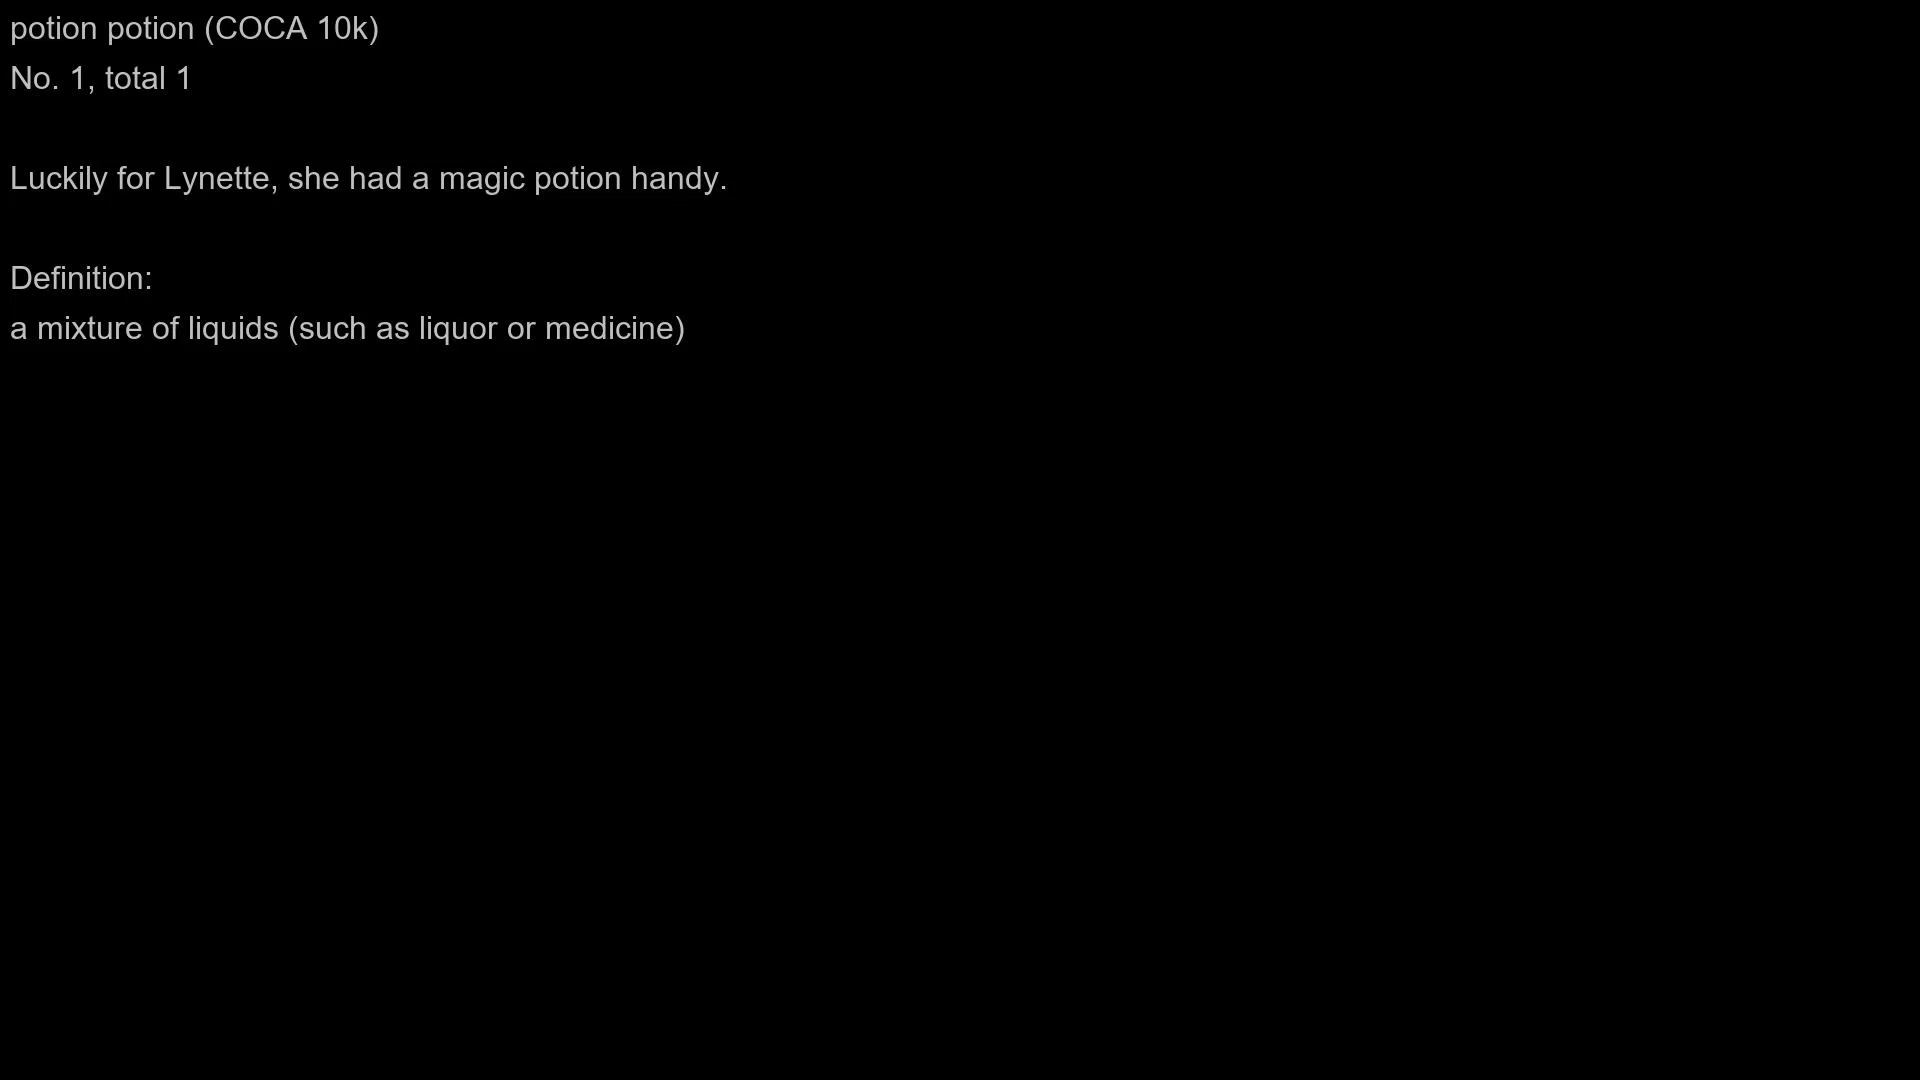 potion potion (COCA 10k)
No. 1, total 1
Luckily for Lynette, she had a magic potion handy.
Definition:
a mixture of liquids (such as liquor or medicine)